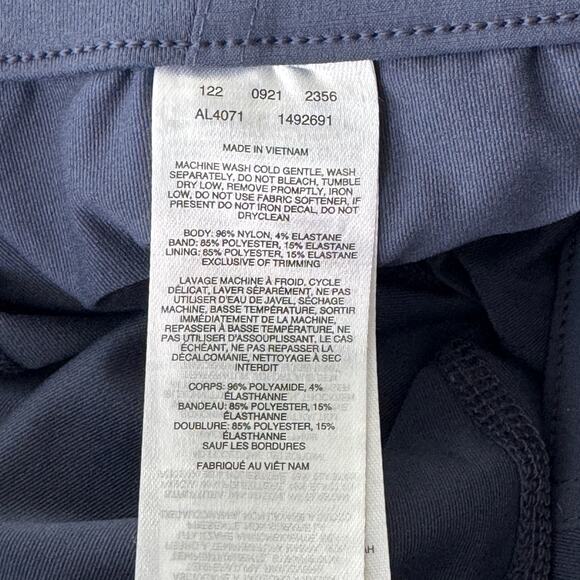 122 0921 2356
AL4071 1492691
MADE IN VIETNAM
MACHINE WASH COLD GENTLE, WASH
SEPARATELY, DO NOT BLEACH, TUMBLE
DRY LOW, REMOVE PROMPTLY, IRON
LOW, DO NOT USE FABRIC SOFTENER, IF
PRESENT DO NOT IRON DECAL, DO NOT
DRYCLEAN
BODY: 96% NYLON, 4% ELASTANE
BAND: 85% POLYESTER, 15% ELASTANE
LINING: 85% POLYESTER, 15% ELASTANE
EXCLUSIVE OF TRIMMING
LAVAGE MACHINE À FROID, CYCLE
DÉLICAT, LAVER SÉPARÉMENT, NE PAS
UTILISER D'EAU DE JAVEL, SÉCHAGE
MACHINE, BASSE TEMPÉRATURE, SORTIR
IMMÉDIATEMENT DE LA MACHINE,
REPASSER À BASSE TEMPÉRATURE, NE
PAS UTILISER D'ASSOUPLISSANT, LE CAS
ÉCHÉANT, NE PAS REPASSER LA
DÉCALCOMANIE, NETTOYAGE À SEC
INTERDIT
CORPS: 96% POLYAMIDE, 4%
ÉLASTHANNE
BANDEAU: 85% POLYESTER, 15%
ÉLASTHANNE
DOUBLURE: 85% POLYESTER, 15%
ÉLASTHANNE
SAUF LES BORDURES
FABRIQUÉ AU VIÊT NAM